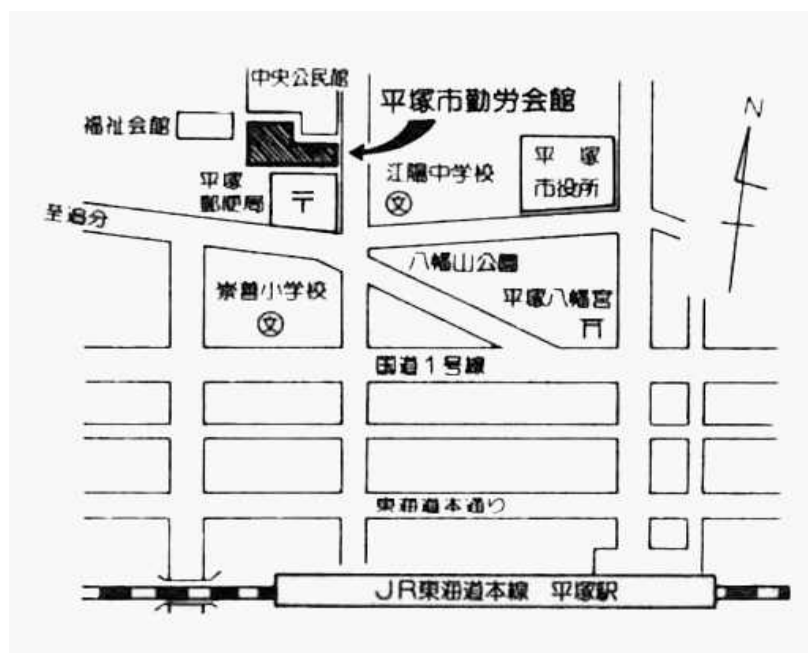 中央公民館
平塚市勤労会館
福祉会館
江陽中学校
文
平塚
市役所
N
平塚
郵便局
〒
至追分
八幡山公園
崇善小学校
文
平塚八幡宮
国道1号線
東海道本通り
JR東海道本線 平塚駅